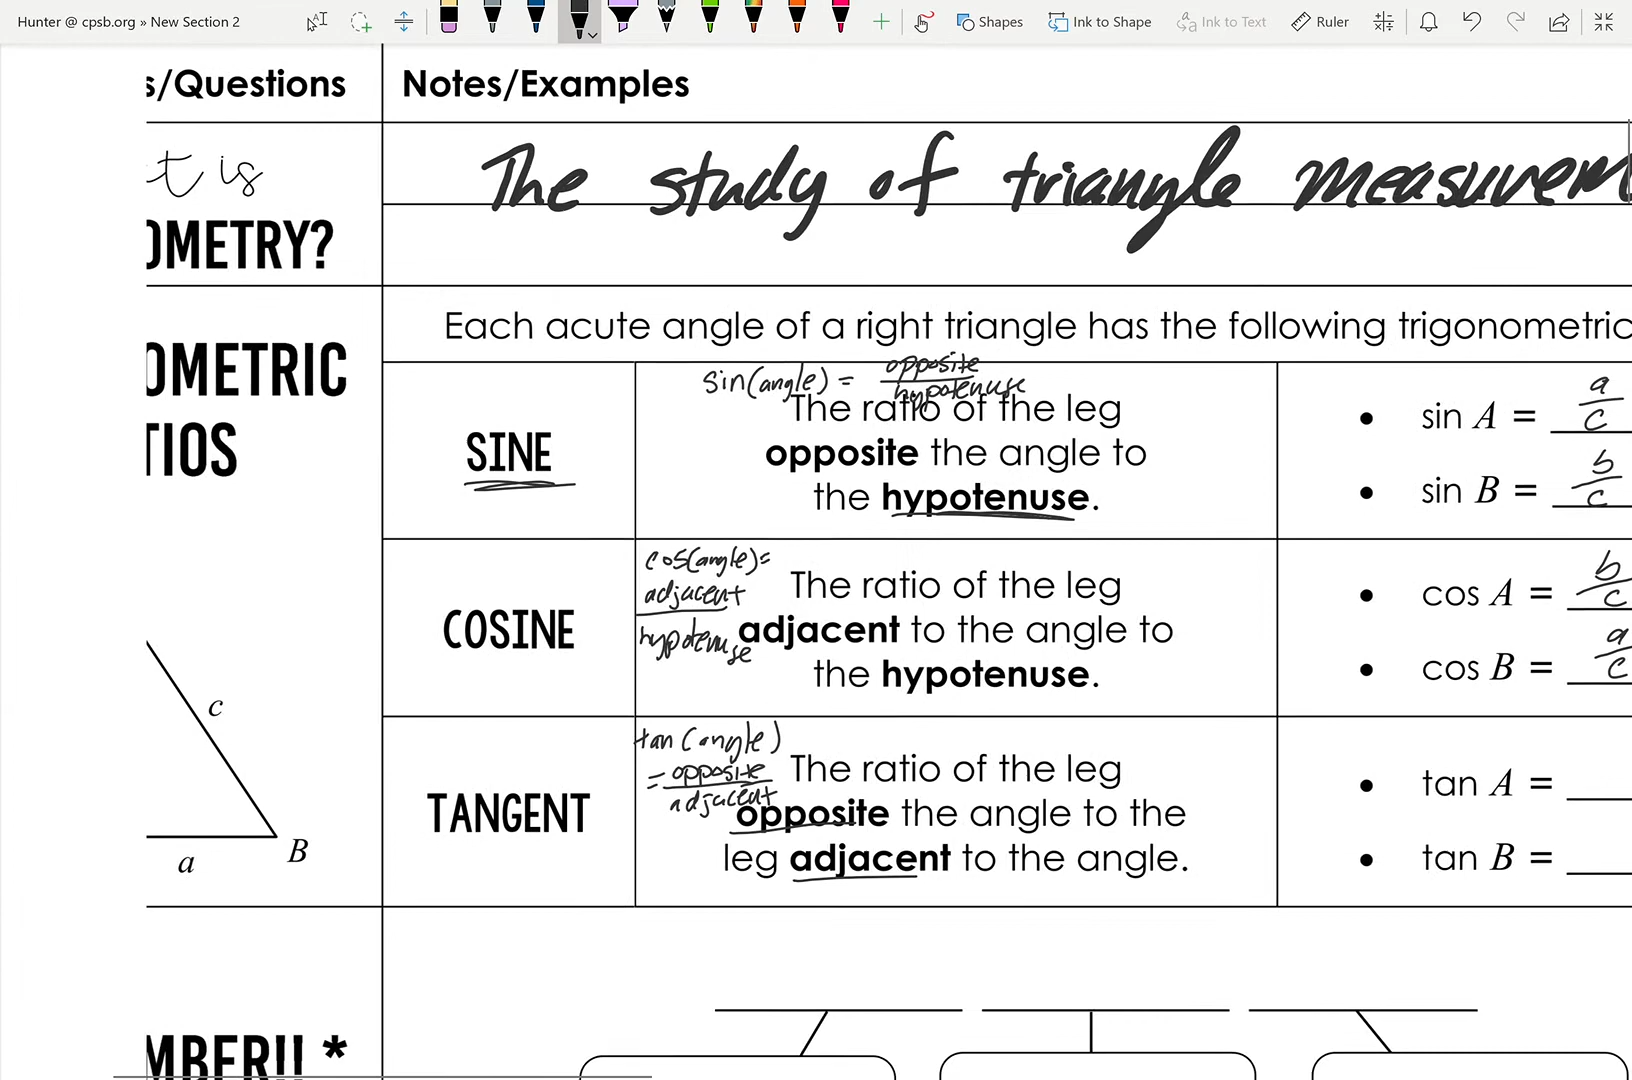 Hunter @ cpsb.org » New Section 2
Shapes
Ink to Shape
Ink to Text
Ruler
s/Questions
Notes/Examples
t is
OMETRY?
The study of triangle measurem
OMETRIC
TIOS
Each acute angle of a right triangle has the following trigonometric
SINE
sin(angle) = opposite
hypotenuse
The ratio of the leg
opposite the angle to
the hypotenuse.
• sin A = a/c
• sin B = b/c
COSINE
cos(angle)=
adjacent
hypotenuse
The ratio of the leg
adjacent to the angle to
the hypotenuse.
• cos A = b/c
• cos B = a/c
TANGENT
tan(angle)
= opposite
adjacent
The ratio of the leg
opposite the angle to the
leg adjacent to the angle.
• tan A =
• tan B =
c
a
B
MBER!! *